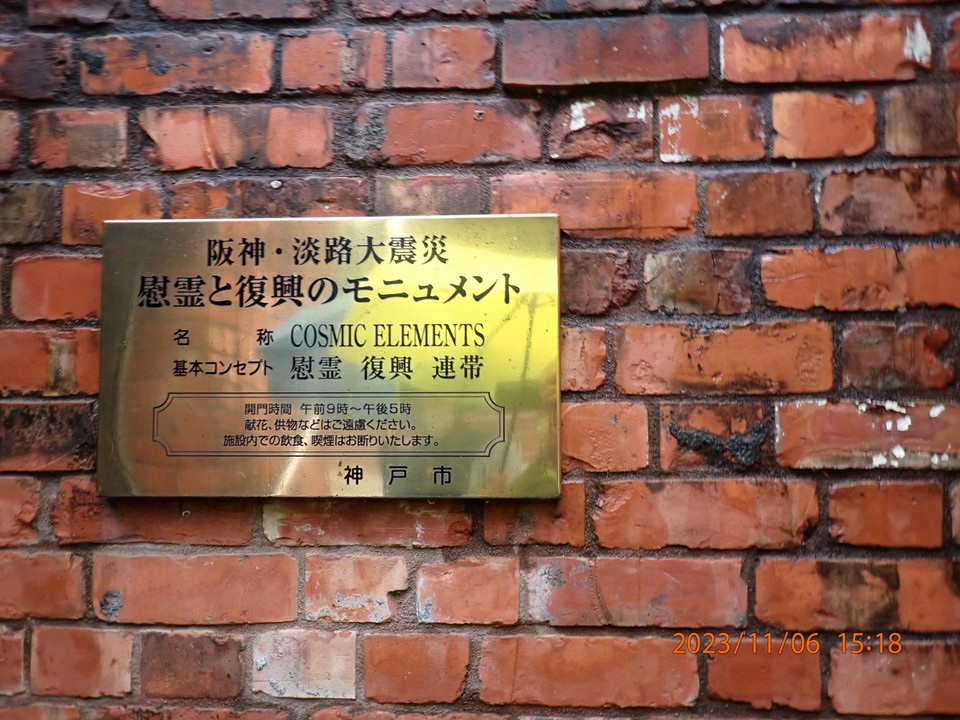 阪神・淡路大震災
慰霊と復興のモニュメント
名 称 COSMIC ELEMENTS
基本コンセプト 慰霊 復興 連帯
開門時間 午前9時～午後5時
献花、供物などはご遠慮ください。
施設内での飲食、喫煙はお断りいたします。
神戸市
2023/11/06 15:18